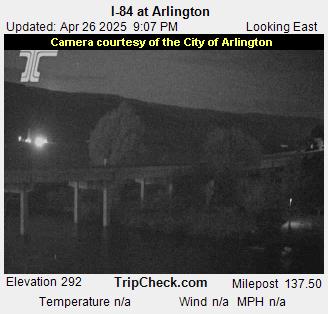 I-84 at Arlington
Updated: Apr 26 2025 9:07 PM Looking East
Camera courtesy of the City of Arlington
Elevation 292 TripCheck.com Milepost 137.50
Temperature n/a Wind n/a MPH n/a